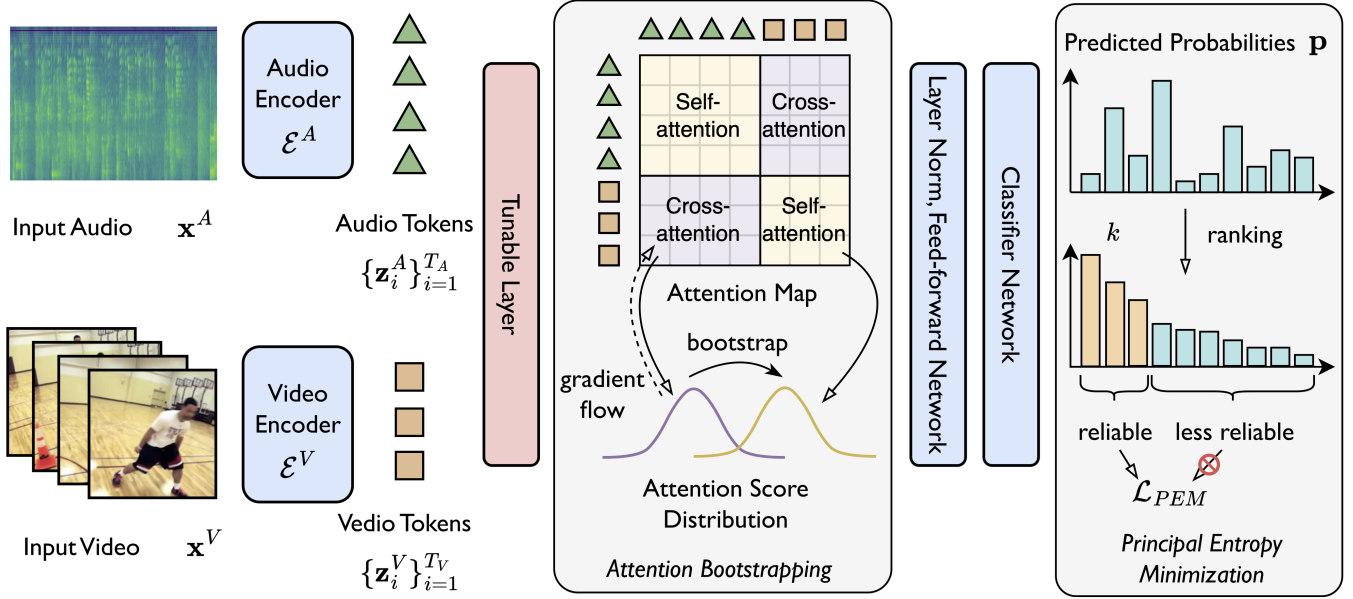 Input Audio x^A
Audio
Encoder
ℰ^A
Audio Tokens
{z_i^A}_{i=1}^{T_A}
Input Video x^V
Video
Encoder
ℰ^V
Vedio Tokens
{z_i^V}_{i=1}^{T_V}
Tunable Layer
Self-
attention
Cross-
attention
Cross-
attention
Self-
attention
Attention Map
bootstrap
gradient
flow
Attention Score
Distribution
Attention Bootstrapping
Layer Norm, Feed-forward Network
Classifier Network
Predicted Probabilities p
k
ranking
reliable
less reliable
ℒ_{PEM}
Principal Entropy
Minimization